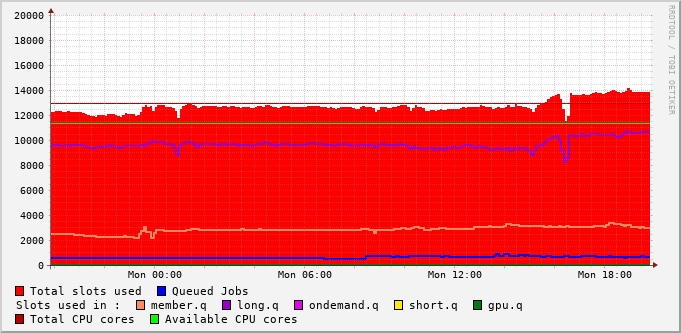 20000
18000
16000
14000
12000
10000
8000
6000
4000
2000
0
Mon 00:00 Mon 06:00 Mon 12:00 Mon 18:00
RRDTOOL / TOBI OETIKER
Total slots used Queued Jobs
Slots used in : member.q long.q ondemand.q short.q gpu.q
Total CPU cores Available CPU cores